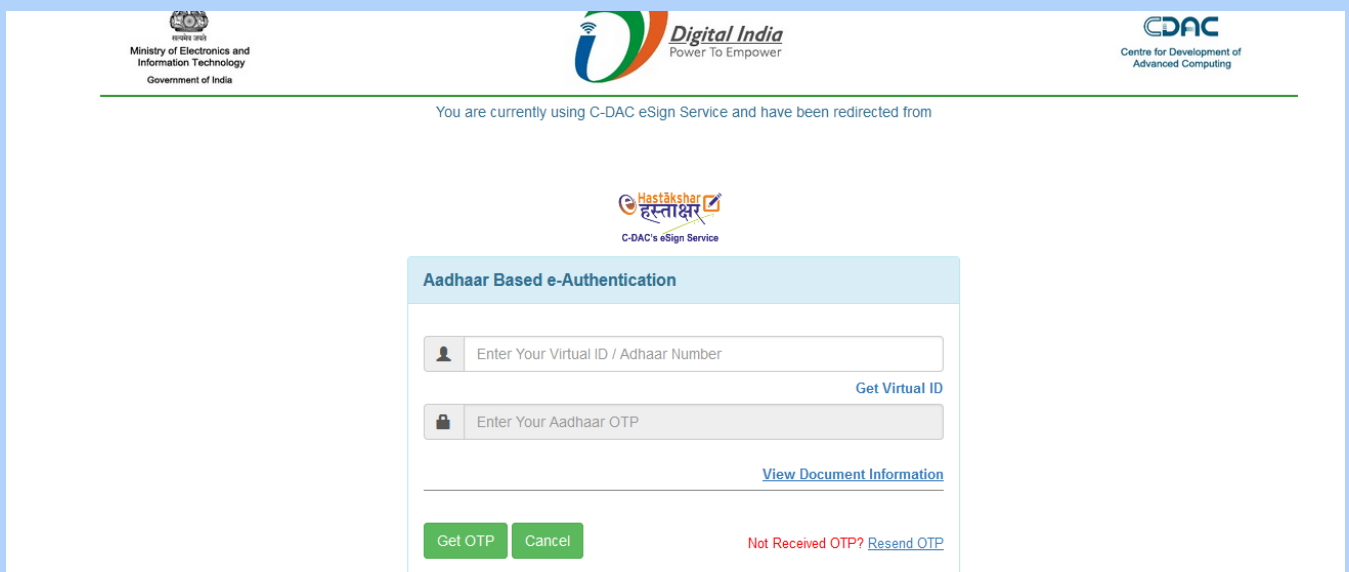 सत्यमेव जयते
Ministry of Electronics and
Information Technology
Government of India
Digital India
Power To Empower
CDAC
Centre for Development of
Advanced Computing
You are currently using C-DAC eSign Service and have been redirected from
e Hastākshar
हस्ताक्षर
C-DAC's eSign Service
Aadhaar Based e-Authentication
Enter Your Virtual ID / Adhaar Number
Get Virtual ID
Enter Your Aadhaar OTP
View Document Information
Get OTP Cancel Not Received OTP? Resend OTP